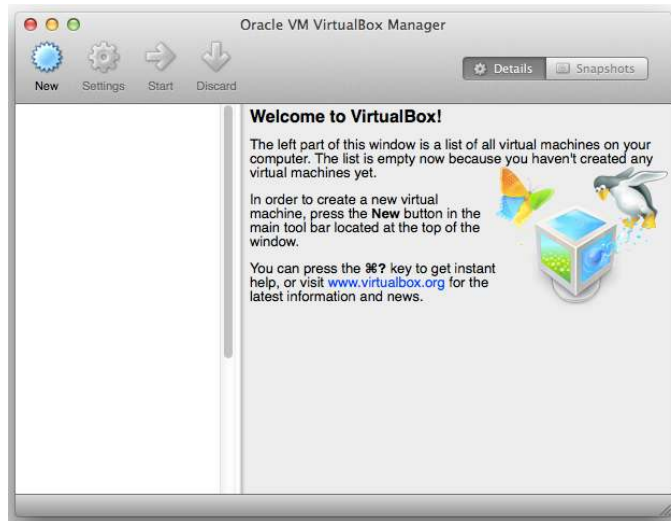 Oracle VM VirtualBox Manager
New Settings Start Discard
Details Snapshots
Welcome to VirtualBox!
The left part of this window is a list of all virtual machines on your
computer. The list is empty now because you haven't created any
virtual machines yet.
In order to create a new virtual
machine, press the New button in the
main tool bar located at the top of the
window.
You can press the ⌘? key to get instant
help, or visit www.virtualbox.org for the
latest information and news.